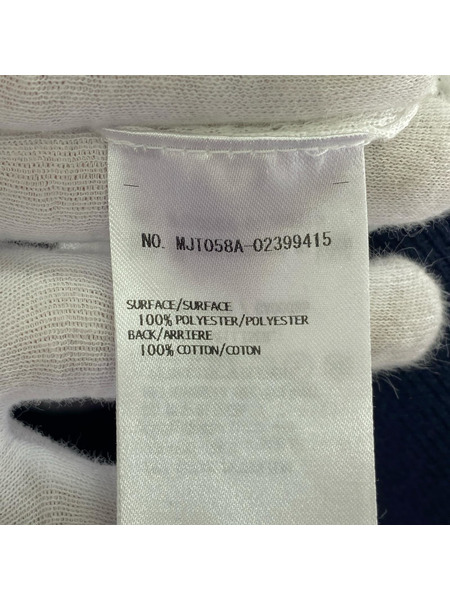 NO. MJT058A-02399415
SURFACE/SURFACE
100% POLYESTER/POLYESTER
BACK/ARRIERE
100% COTTON/COTON